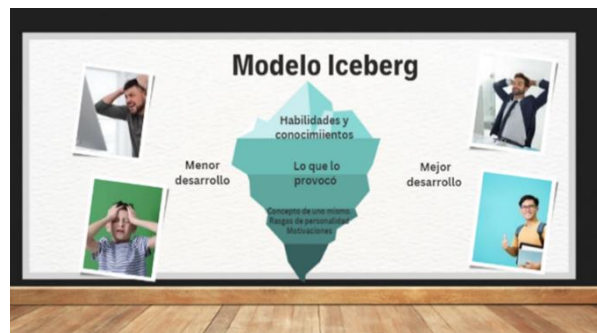 Modelo Iceberg
Habilidades y
conocimiientos
Menor
desarrollo
Lo que lo
provocó
Mejor
desarrollo
Concepto de uno mismo
Rasgos de personalidad
Motivaciones